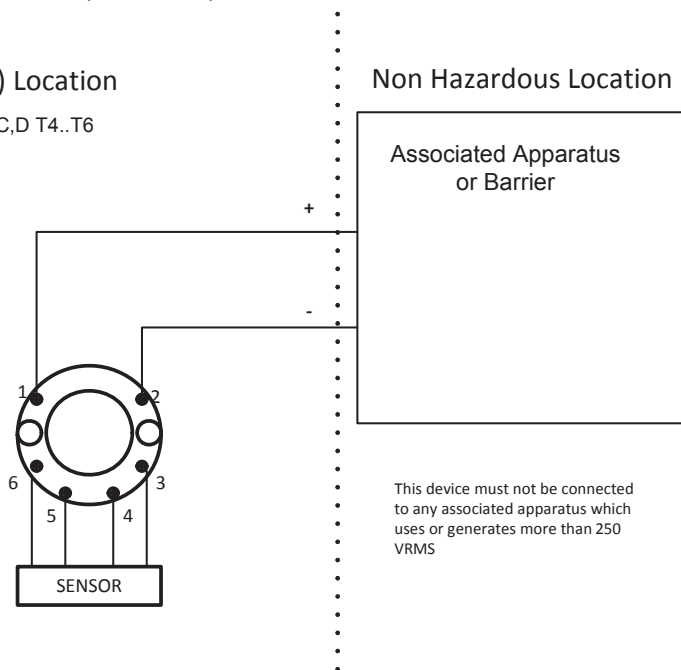 ) Location
C,D T4..T6
Non Hazardous Location
Associated Apparatus
or Barrier
+
-
1
2
6
3
5
4
SENSOR
This device must not be connected
to any associated apparatus which
uses or generates more than 250
VRMS